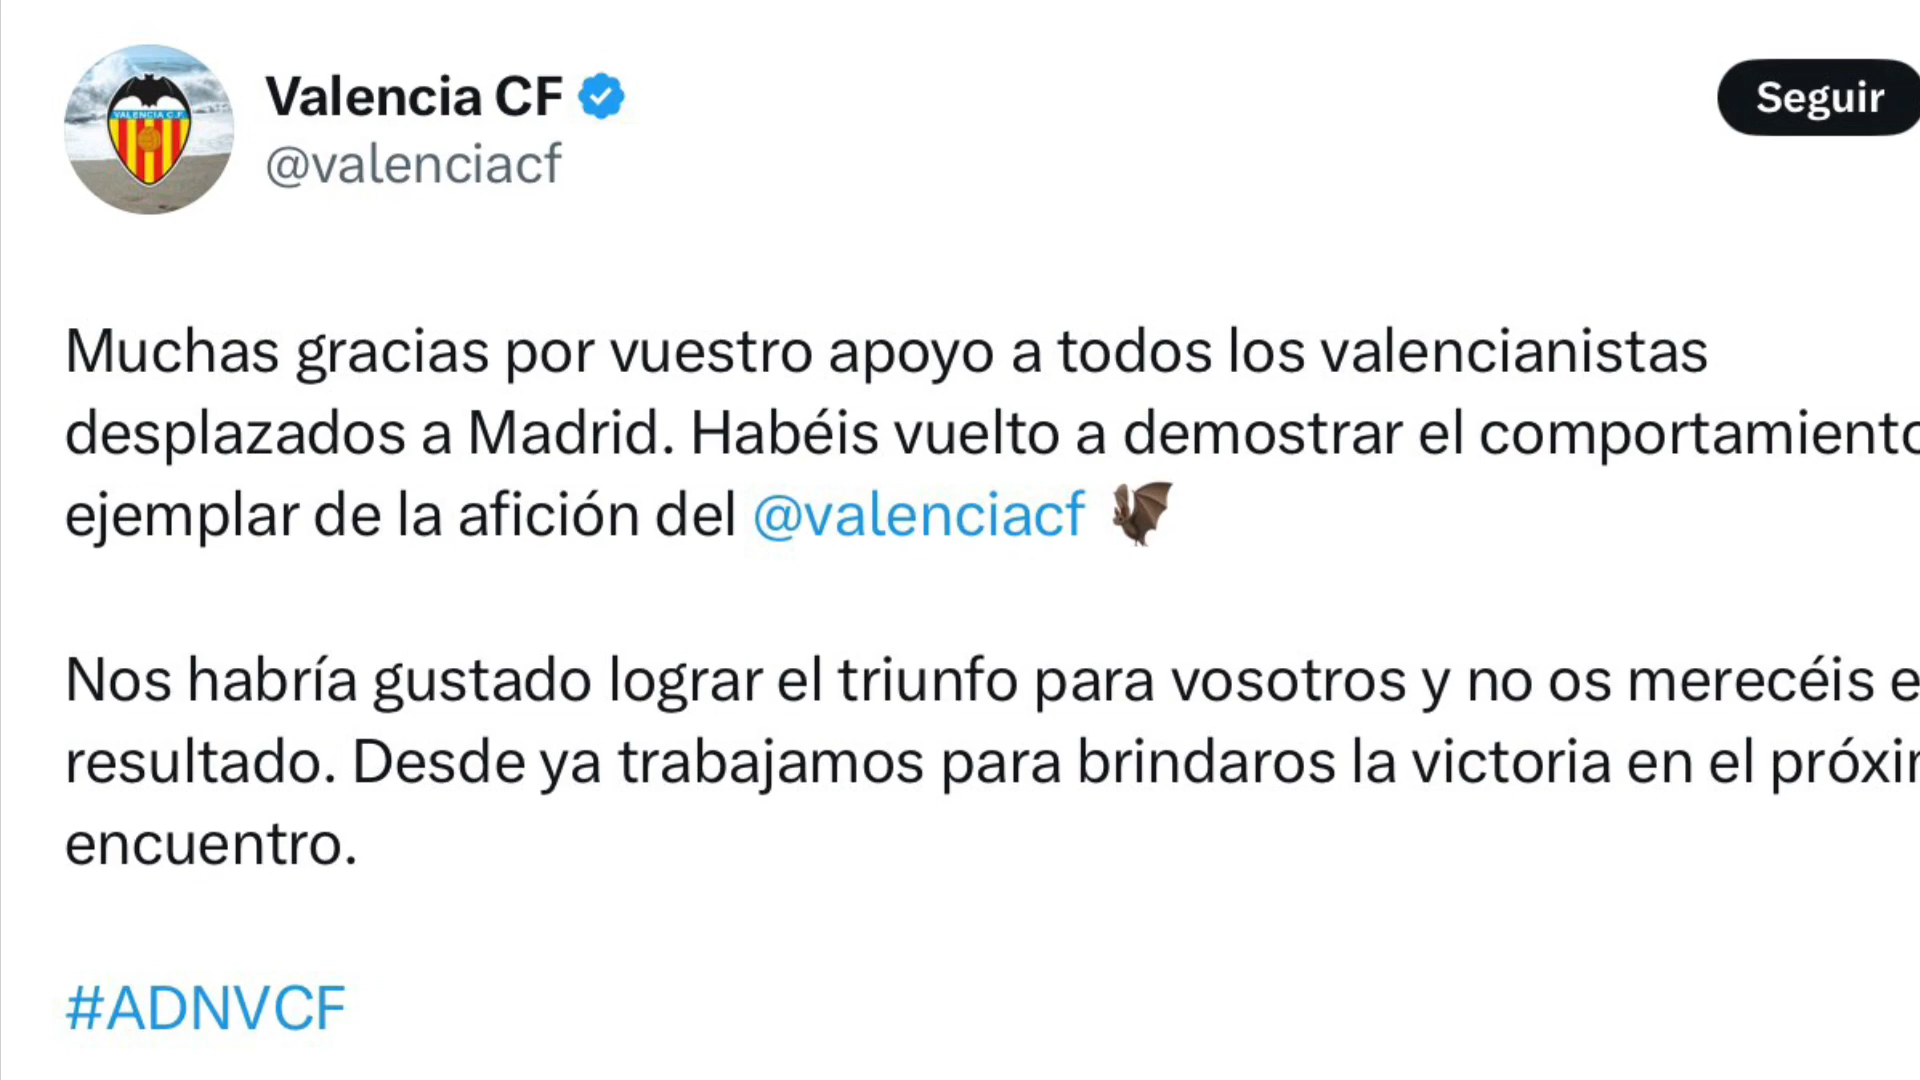 Valencia CF
@valenciacf
Seguir
VALENCIA C.F.
Muchas gracias por vuestro apoyo a todos los valencianistas
desplazados a Madrid. Habéis vuelto a demostrar el comportamiento
ejemplar de la afición del @valenciacf 🦇
Nos habría gustado lograr el triunfo para vosotros y no os merecéis
resultado. Desde ya trabajamos para brindaros la victoria en el
encuentro.
#ADNVCF